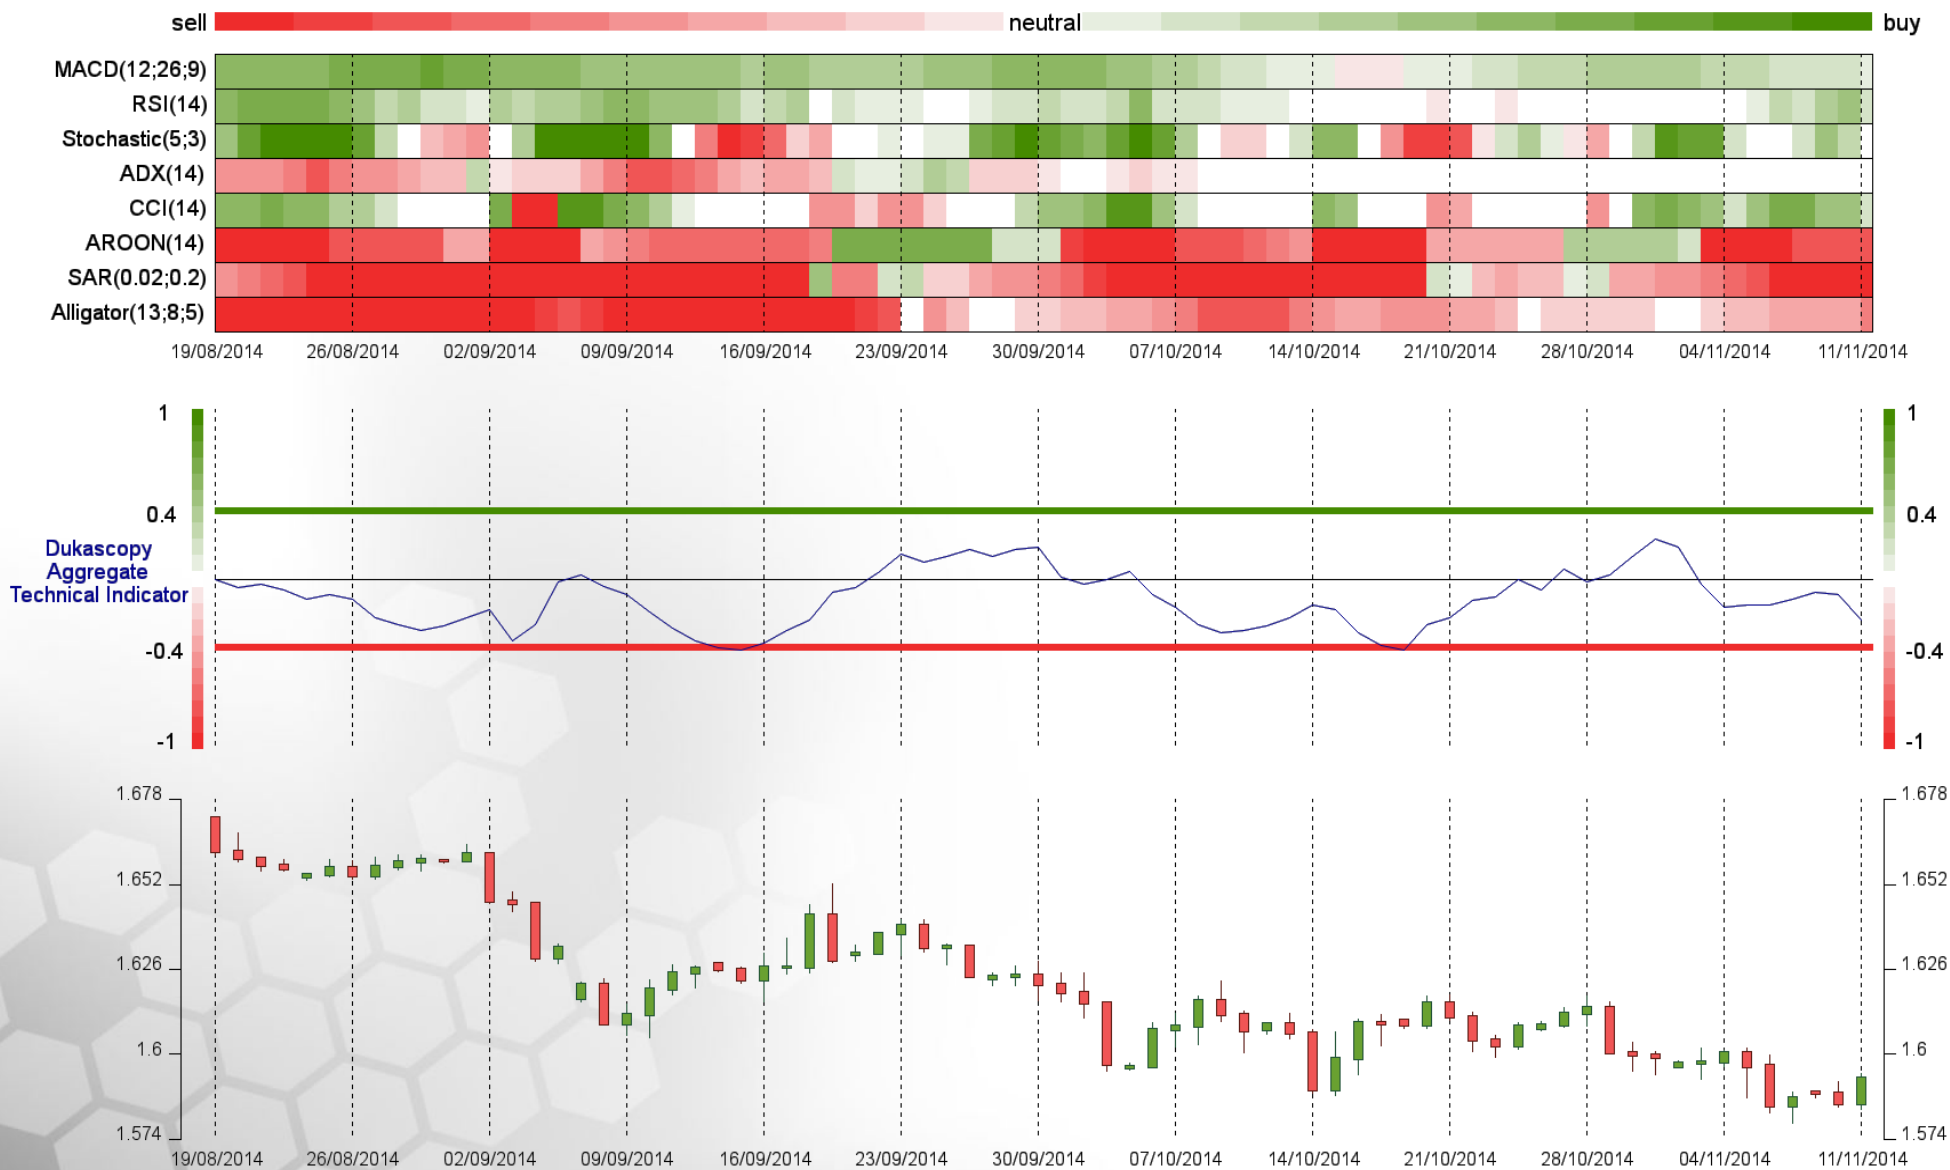 sell neutral buy
MACD(12;26;9)
RSI(14)
Stochastic(5;3)
ADX(14)
CCI(14)
AROON(14)
SAR(0.02;0.2)
Alligator(13;8;5)
19/08/2014 26/08/2014 02/09/2014 09/09/2014 16/09/2014 23/09/2014 30/09/2014 07/10/2014 14/10/2014 21/10/2014 28/10/2014 04/11/2014 11/11/2014
1 1
0.4 0.4
Dukascopy
Aggregate
Technical Indicator
-0.4 -0.4
-1 -1
1.678 1.678
1.652 1.652
1.626 1.626
1.6 1.6
1.574 1.574
19/08/2014 26/08/2014 02/09/2014 09/09/2014 16/09/2014 23/09/2014 30/09/2014 07/10/2014 14/10/2014 21/10/2014 28/10/2014 04/11/2014 11/11/2014